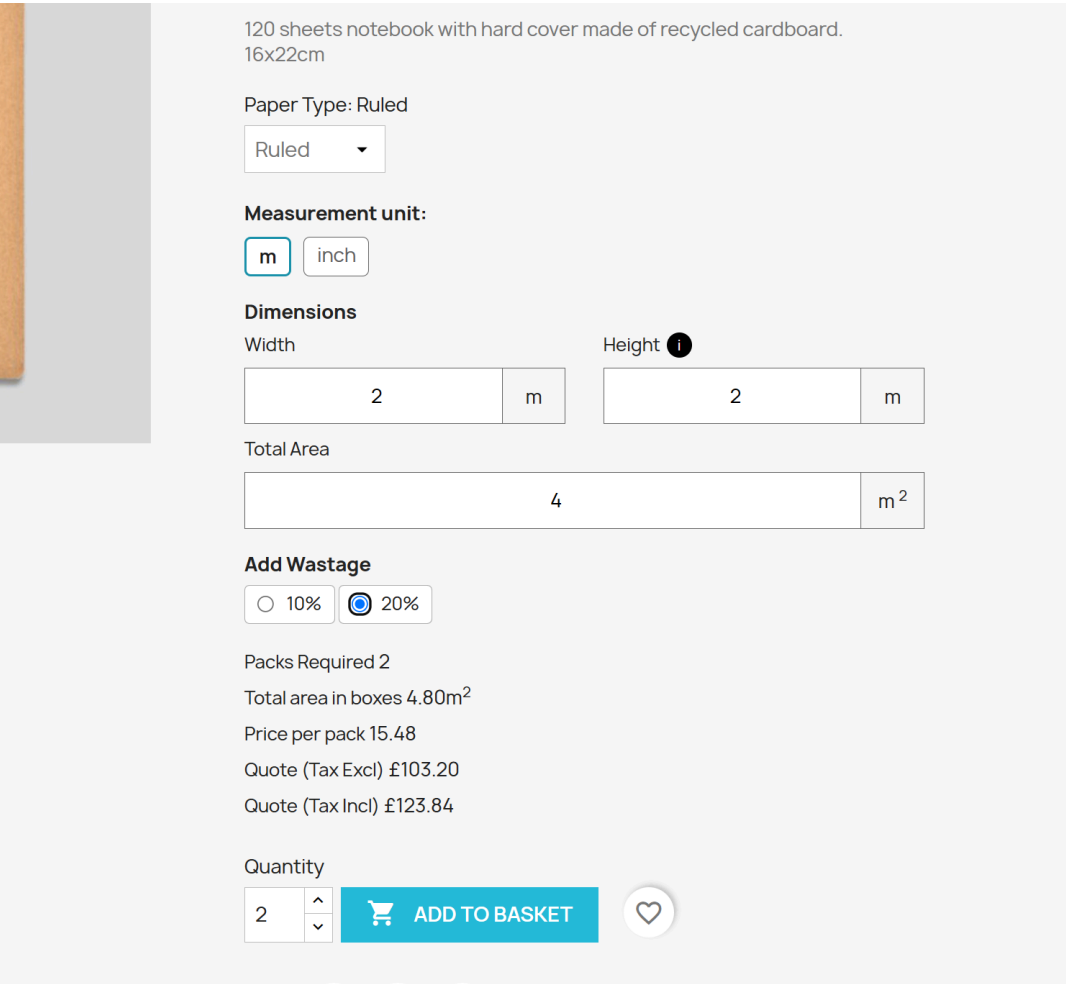 120 sheets notebook with hard cover made of recycled cardboard.
16x22cm
Paper Type: Ruled
Ruled
Measurement unit:
m inch
Dimensions
Width Height i
2 m 2 m
Total Area
4 m²
Add Wastage
10% 20%
Packs Required 2
Total area in boxes 4.80m²
Price per pack 15.48
Quote (Tax Excl) £103.20
Quote (Tax Incl) £123.84
Quantity
2 ADD TO BASKET